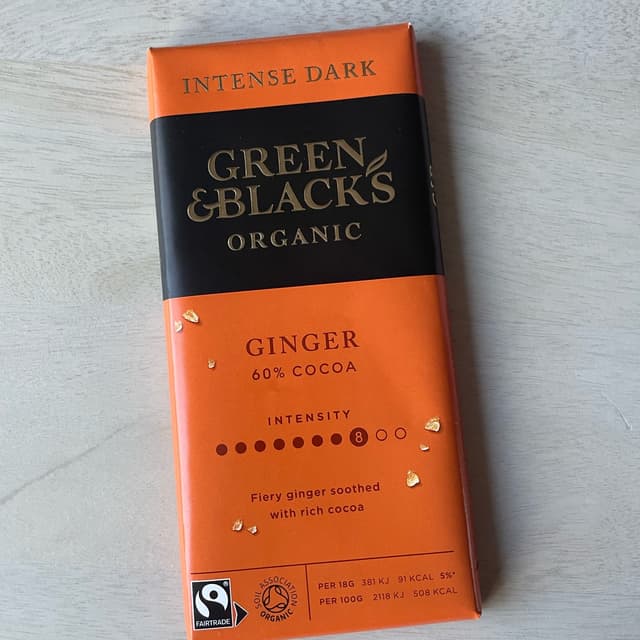 INTENSE DARK
GREEN
&BLACK'S
ORGANIC
GINGER
60% COCOA
INTENSITY
8
Fiery ginger soothed
with rich cocoa
PER 18G 381 KJ 91 KCAL 5%*
PER 100G 2118 KJ 508 KCAL
FAIRTRADE
SOIL ASSOCIATION
ORGANIC